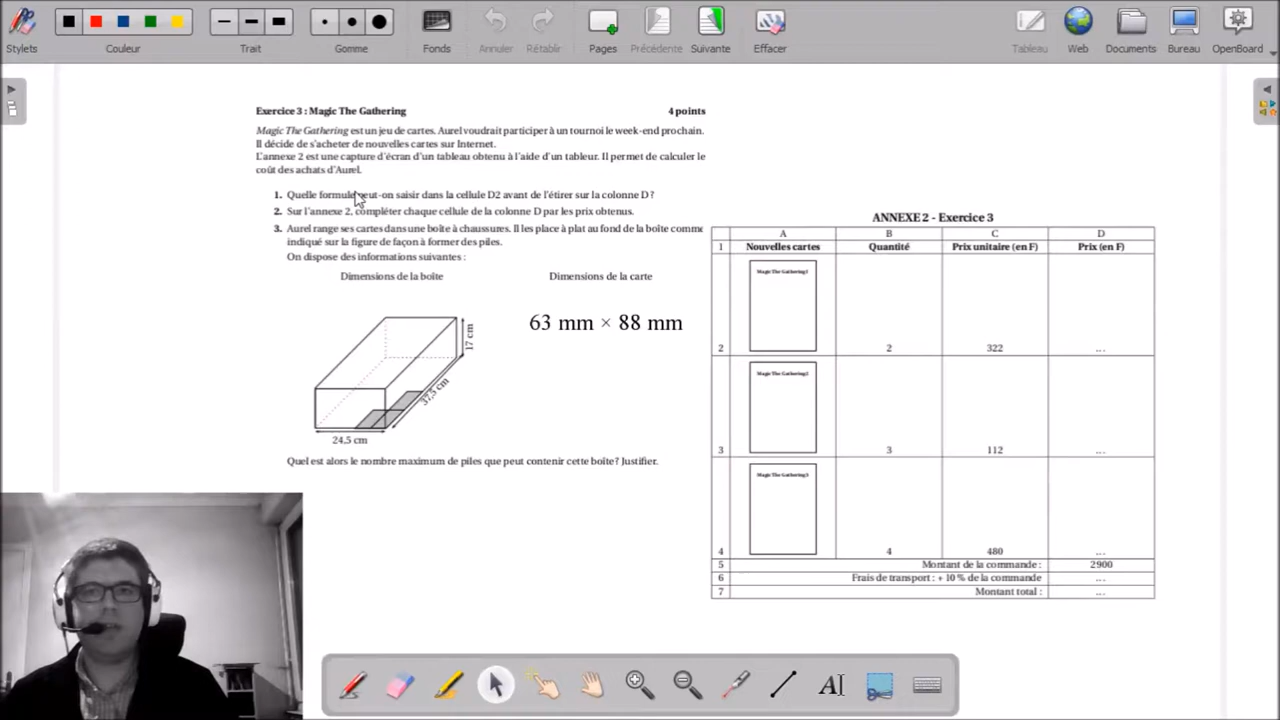 Stylets
Couleur
Trait
Gomme
Fonds
Annuler
Rétablir
Pages
Précédente
Suivante
Effacer
Tableau
Web
Documents
Bureau
OpenBoard
Exercice 3 : Magic The Gathering 4 points
Magic The Gathering est un jeu de cartes. Aurel voudrait participer à un tournoi le week-end prochain.
Il décide de s'acheter de nouvelles cartes sur Internet.
L'annexe 2 est une capture d'écran d'un tableau obtenu à l'aide d'un tableur. Il permet de calculer le
coût des achats d'Aurel.
1. Quelle formule peut-on saisir dans la cellule D2 avant de l'étirer sur la colonne D ?
2. Sur l'annexe 2, compléter chaque cellule de la colonne D par les prix obtenus.
3. Aurel range ses cartes dans une boîte à chaussures. Il les place à plat au fond de la boîte comme
indiqué sur la figure de façon à former des piles.
On dispose des informations suivantes :
Dimensions de la boîte Dimensions de la carte
63 mm × 88 mm
17 cm
37,5 cm
24,5 cm
Quel est alors le nombre maximum de piles que peut contenir cette boîte ? Justifier.
ANNEXE 2 - Exercice 3
A B C D
1 Nouvelles cartes Quantité Prix unitaire (en F) Prix (en F)
Magic The Gathering1
2 2 322 ...
Magic The Gathering2
3 3 112 ...
Magic The Gathering3
4 4 480 ...
5 Montant de la commande : 2900
6 Frais de transport : + 10 % de la commande ...
7 Montant total : ...